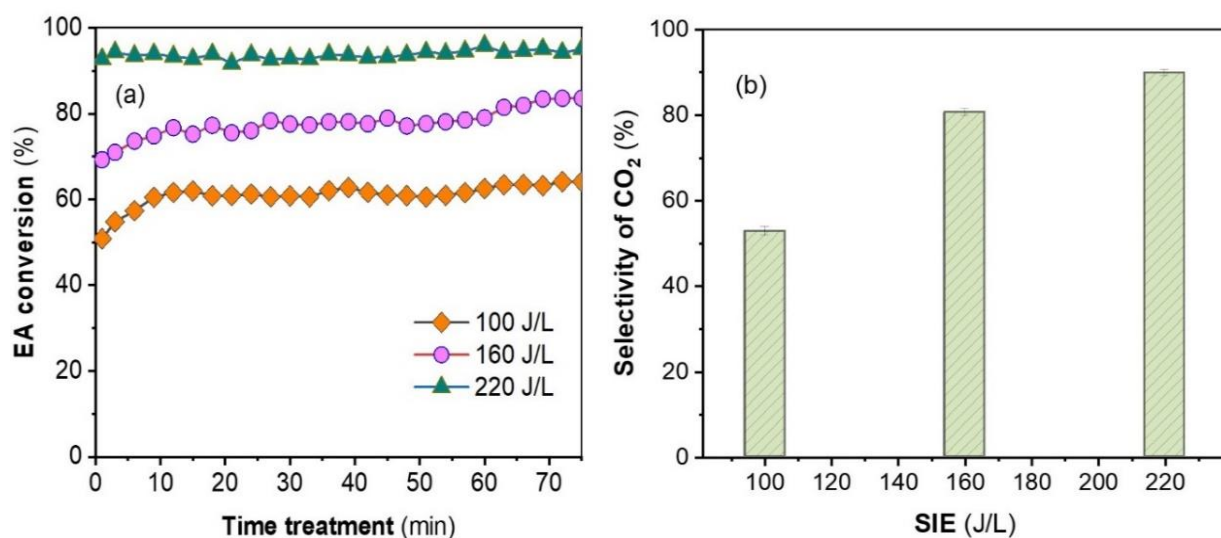 100
80
60
40
20
0
EA conversion (%)
(a)
100 J/L
160 J/L
220 J/L
0 10 20 30 40 50 60 70
Time treatment (min)
100
80
60
40
20
0
Selectivity of CO₂ (%)
(b)
100 120 140 160 180 200 220
SIE (J/L)